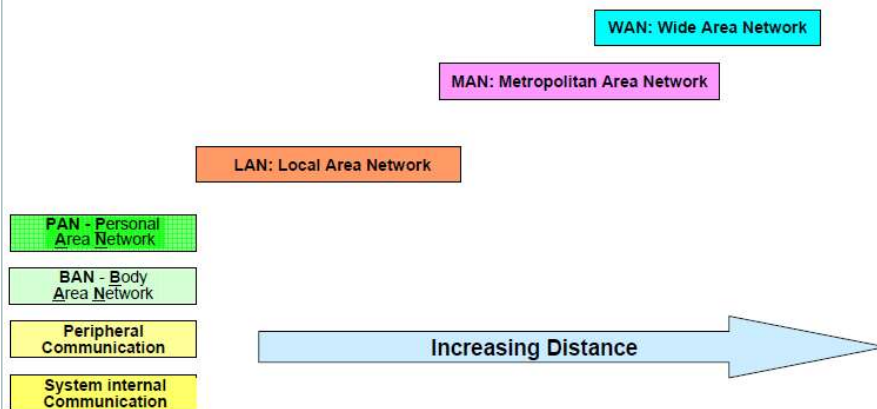 WAN: Wide Area Network
MAN: Metropolitan Area Network
LAN: Local Area Network
PAN - Personal
Area Network
BAN - Body
Area Network
Peripheral
Communication
Increasing Distance
System internal
Communication